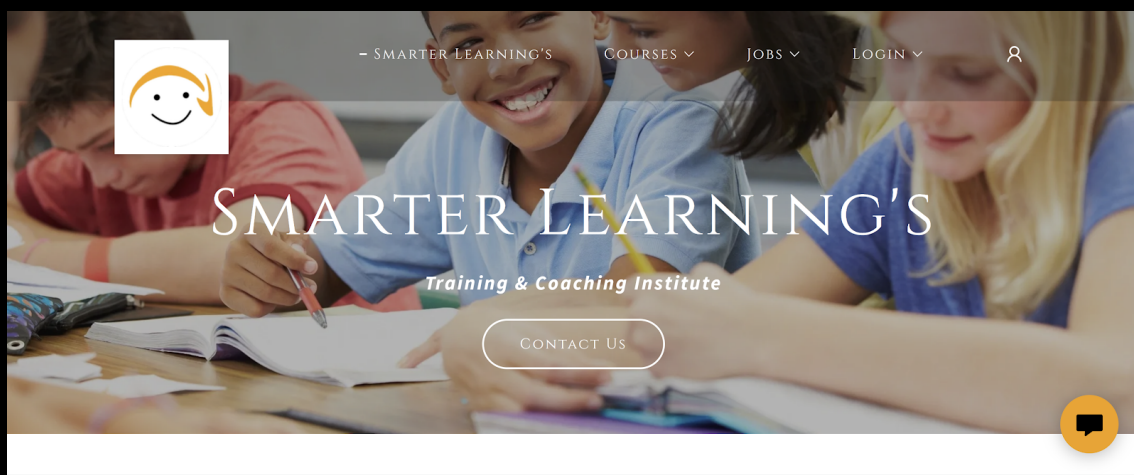 Smarter Learning's
Courses
Jobs
Login
Smarter Learning's
Training & Coaching Institute
Contact Us